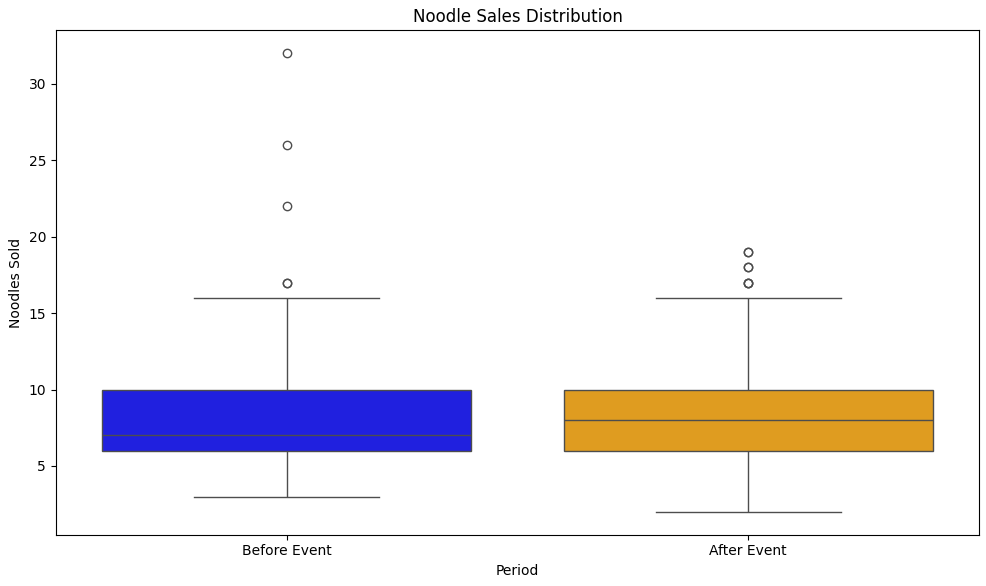 Noodle Sales Distribution
30
25
20
15
10
5
Noodles Sold
Before Event
After Event
Period